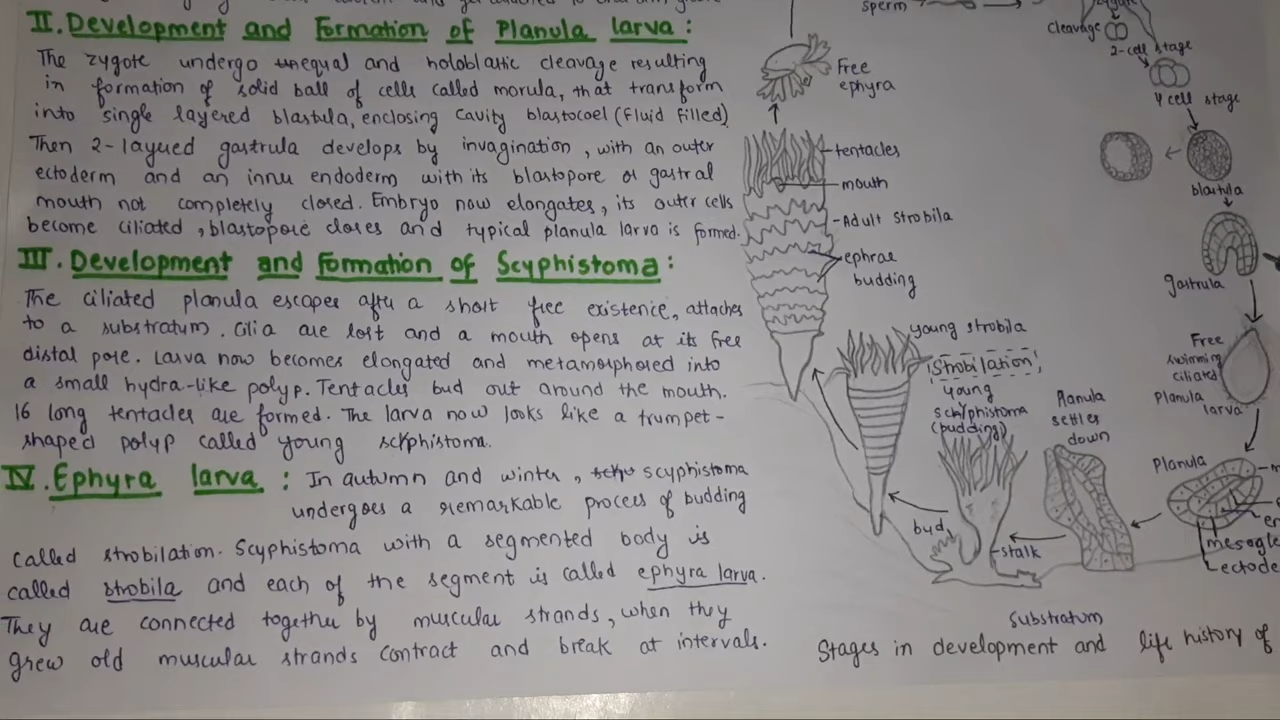 II. Development and Formation of Planula larva :
The zygote undergo unequal and holoblattic cleavage resulting
in formation of solid ball of cells called morula, that transform
into single layered blastula, enclosing cavity blastocoel (fluid filled)
Then 2-layued gastrula develops by invagination, with an outer
ectoderm and an innu endoderm with its blastopore or gastral
mouth not completely closed. Embryo now elongates, its outer cells
become ciliated, blastopore closes and typical planula larva is formed.
III. Development and Formation of Scyphistoma :
The ciliated planula escapes aftu a short free existence, attaches
to a substratum. Cilia are lost and a mouth opens at its free
distal pole. Larva now becomes elongated and metamorphored into
a small hydra-like polyp. Tentacles bud out around the mouth.
16 long tentacles are formed. The larva now looks like a trumpet-
shaped polyp called young scyphistoma.
IV. Ephyra larva : In autumn and wintu, scyphistoma
undergoes a remarkable process of budding
called strobilation. Scyphistoma with a segmented body is
called strobila and each of the segment is called ephyra larva.
They are connected together by muscular strands, when they
grew old muscular strands contract and break at intervals.
sperm
zygote
Cleavage
2-cell stage
4 cell stage
blastula
gastrula
Free
swimming
ciliated
Planula
larva
Free
ephyra
tentacles
mouth
Adult strobila
ephrae
budding
young strobila
(strobilation)
young
schyphistoma
(budding)
Planula
settles
down
Planula
mesogle
ectode
bud
stalk
Substratum
Stages in development and life history of